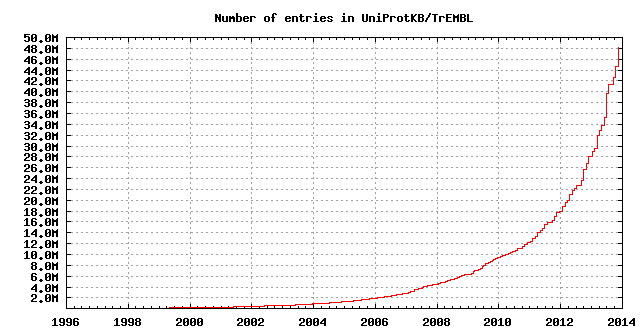 Number of entries in UniProtKB/TrEMBL
50.0M
48.0M
46.0M
44.0M
42.0M
40.0M
38.0M
36.0M
34.0M
32.0M
30.0M
28.0M
26.0M
24.0M
22.0M
20.0M
18.0M
16.0M
14.0M
12.0M
10.0M
8.0M
6.0M
4.0M
2.0M
1996 1998 2000 2002 2004 2006 2008 2010 2012 2014